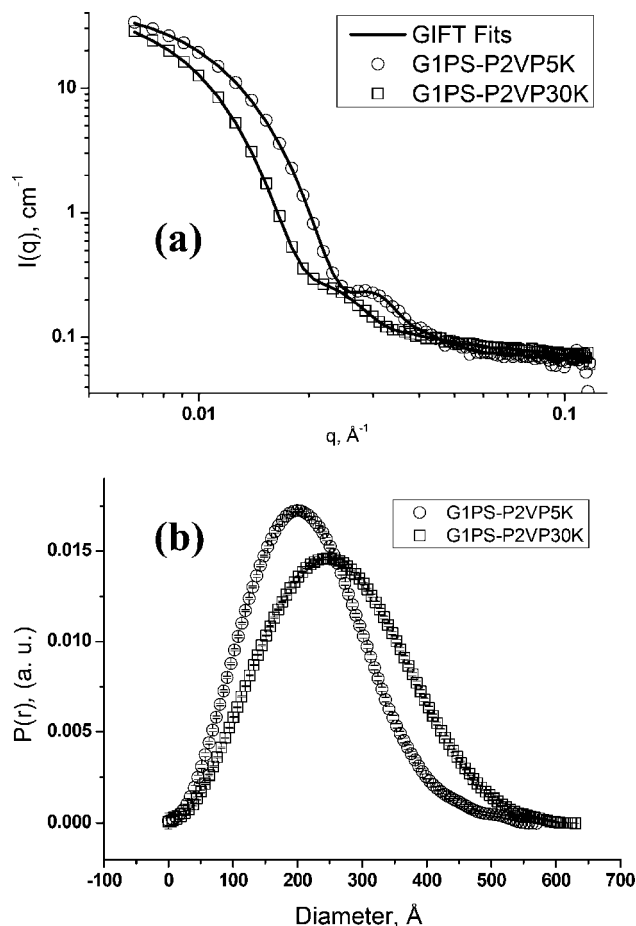 GIFT Fits
G1PS-P2VP5K
G1PS-P2VP30K
10
1
0.1
I(q), cm⁻¹
(a)
0.01 0.1
q, Å⁻¹
(b)
G1PS-P2VP5K
G1PS-P2VP30K
0.015
0.010
0.005
0.000
P(r), (a. u.)
-100 0 100 200 300 400 500 600 700
Diameter, Å